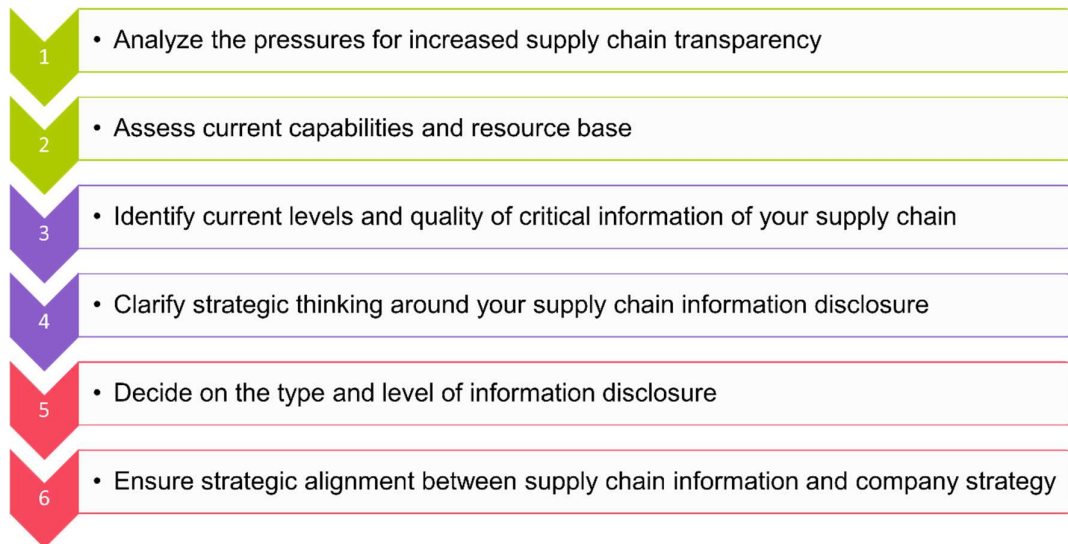 1
• Analyze the pressures for increased supply chain transparency
2
• Assess current capabilities and resource base
3
• Identify current levels and quality of critical information of your supply chain
4
• Clarify strategic thinking around your supply chain information disclosure
5
• Decide on the type and level of information disclosure
6
• Ensure strategic alignment between supply chain information and company strategy